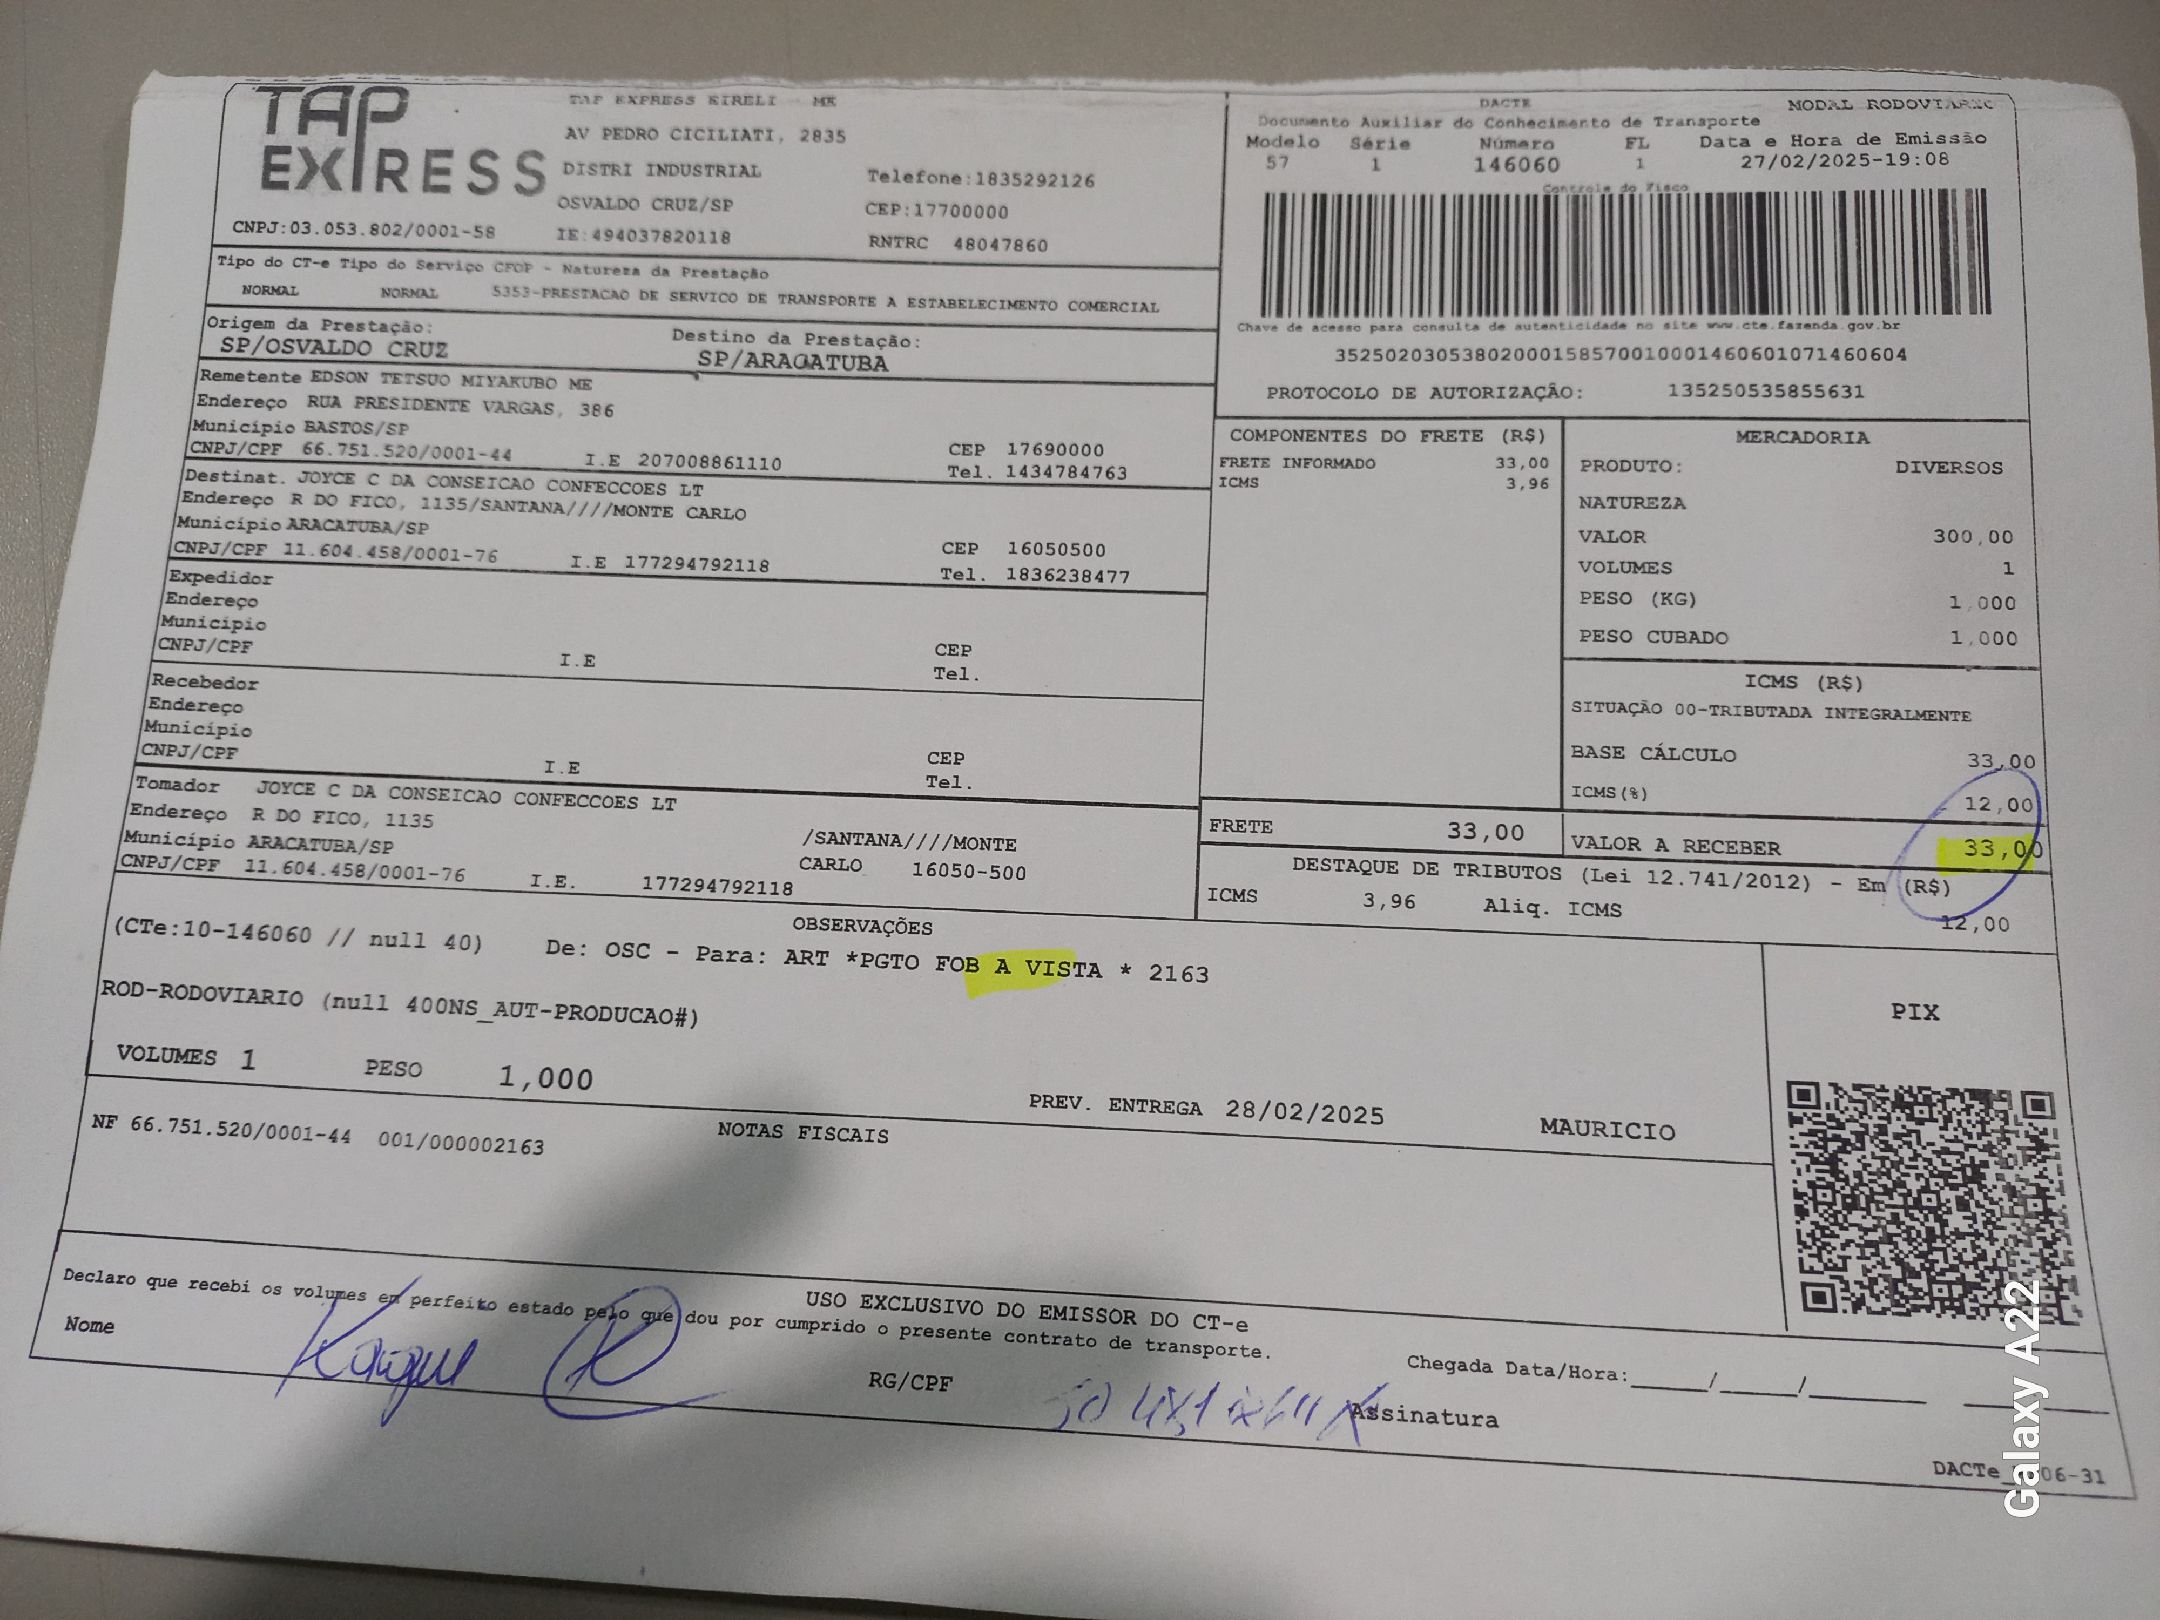 TAP
EXPRESS
TAP EXPRESS EIRELI - ME
AV PEDRO CICILIATI, 2835
DISTRI INDUSTRIAL
Telefone:1835292126
OSVALDO CRUZ/SP
CEP:17700000
CNPJ:03.053.802/0001-58
IE:494037820118
RNTRC 48047860
DACTE
MODAL RODOVIARIO
Documento Auxiliar do Conhecimento de Transporte
Modelo Série Número FL Data e Hora de Emissão
57 1 146060 1 27/02/2025-19:08
Controle do Fisco
Chave de acesso para consulta de autenticidade no site www.cte.fazenda.gov.br
35250203053802000158570010001460601071460604
PROTOCOLO DE AUTORIZAÇÃO: 135250535855631
Tipo do CT-e Tipo do Serviço CFOP - Natureza da Prestação
NORMAL NORMAL 5353-PRESTACAO DE SERVICO DE TRANSPORTE A ESTABELECIMENTO COMERCIAL
Origem da Prestação: Destino da Prestação:
SP/OSVALDO CRUZ SP/ARACATUBA
Remetente EDSON TETSUO MIYAKUBO ME
Endereço RUA PRESIDENTE VARGAS, 386
Município BASTOS/SP CEP 17690000
CNPJ/CPF 66.751.520/0001-44 I.E 207008861110 Tel. 1434784763
Destinat. JOYCE C DA CONSEICAO CONFECCOES LT
Endereço R DO FICO, 1135/SANTANA////MONTE CARLO
Município ARACATUBA/SP CEP 16050500
CNPJ/CPF 11.604.458/0001-76 I.E 177294792118 Tel. 1836238477
Expedidor
Endereço
Município CEP
CNPJ/CPF I.E Tel.
Recebedor
Endereço
Município CEP
CNPJ/CPF I.E Tel.
Tomador JOYCE C DA CONSEICAO CONFECCOES LT
Endereço R DO FICO, 1135 /SANTANA////MONTE
Município ARACATUBA/SP CARLO 16050-500
CNPJ/CPF 11.604.458/0001-76 I.E. 177294792118
COMPONENTES DO FRETE (R$)
FRETE INFORMADO 33,00
ICMS 3,96
MERCADORIA
PRODUTO: DIVERSOS
NATUREZA
VALOR 300,00
VOLUMES 1
PESO (KG) 1,000
PESO CUBADO 1,000
ICMS (R$)
SITUAÇÃO 00-TRIBUTADA INTEGRALMENTE
BASE CÁLCULO 33,00
ICMS(%) 12,00
FRETE 33,00 VALOR A RECEBER 33,00
DESTAQUE DE TRIBUTOS (Lei 12.741/2012) - Em (R$)
ICMS 3,96 Aliq. ICMS 12,00
OBSERVAÇÕES
(CTe:10-146060 // null 40) De: OSC - Para: ART *PGTO FOB A VISTA * 2163
ROD-RODOVIARIO (null 400NS_AUT-PRODUCAO#)
VOLUMES 1 PESO 1,000
PREV. ENTREGA 28/02/2025 MAURICIO
PIX
NOTAS FISCAIS
NF 66.751.520/0001-44 001/000002163
USO EXCLUSIVO DO EMISSOR DO CT-e
Declaro que recebi os volumes em perfeito estado pelo que dou por cumprido o presente contrato de transporte.
Nome RG/CPF Assinatura
Chegada Data/Hora:_____/_____/_______ _____
Kaique
Galaxy A22